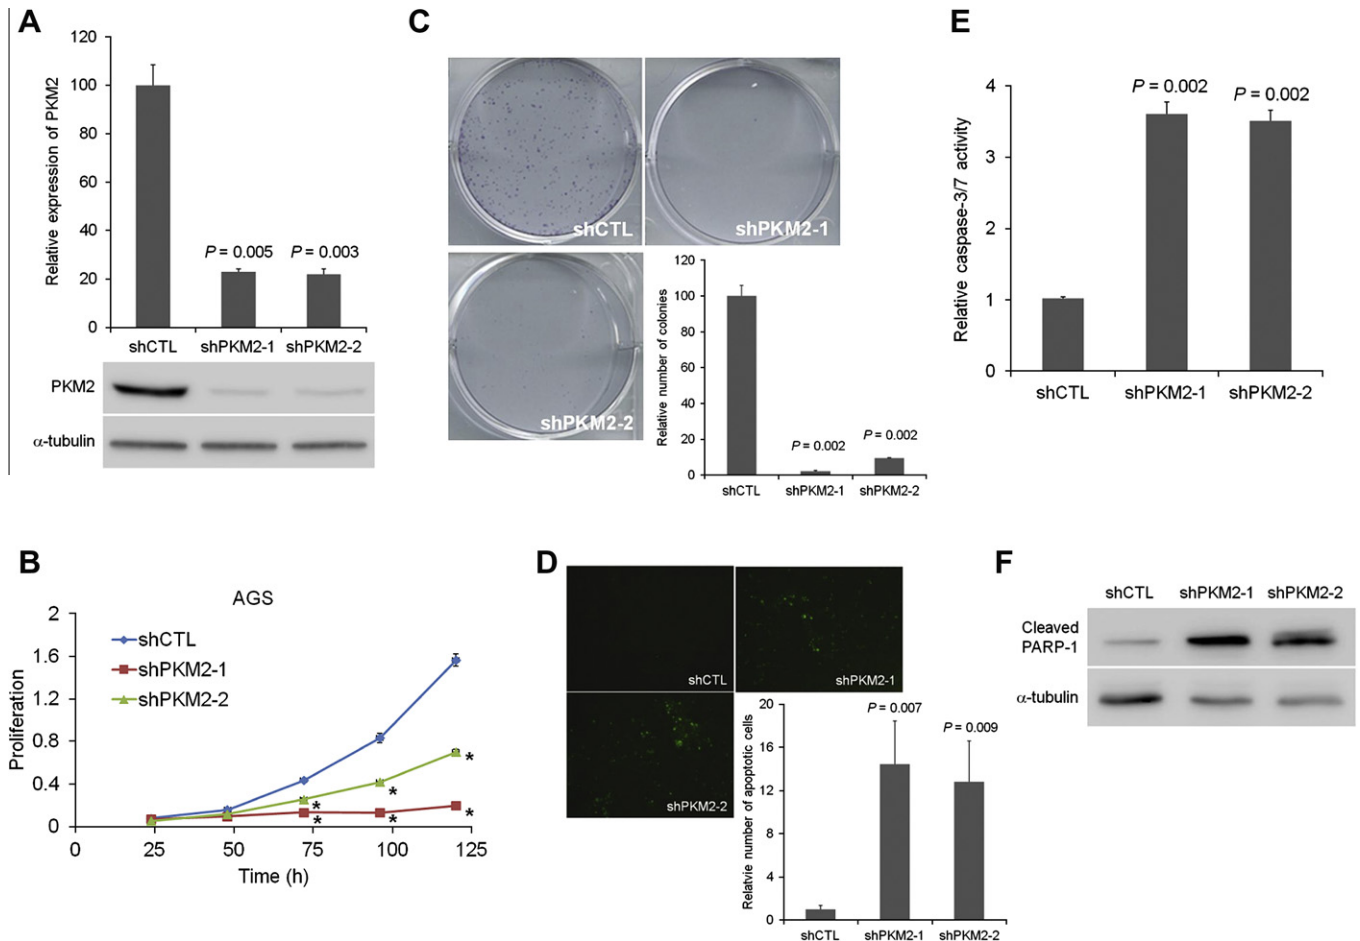 A
Relative expression of PKM2
120
100
80
60
40
20
0
P = 0.005
P = 0.003
shCTL
shPKM2-1
shPKM2-2
PKM2
α-tubulin
B
AGS
Proliferation
2
1.6
1.2
0.8
0.4
0
shCTL
shPKM2-1
shPKM2-2
*
*
*
*
*
*
0
25
50
75
100
125
Time (h)
C
shCTL
shPKM2-1
shPKM2-2
Relative number of colonies
120
100
80
60
40
20
0
P = 0.002
P = 0.002
shCTL
shPKM2-1
shPKM2-2
D
shCTL
shPKM2-1
shPKM2-2
Relatvie number of apoptotic cells
20
16
12
8
4
0
P = 0.007
P = 0.009
shCTL
shPKM2-1
shPKM2-2
E
Relative caspase-3/7 activity
4
3
2
1
0
P = 0.002
P = 0.002
shCTL
shPKM2-1
shPKM2-2
F
shCTL
shPKM2-1
shPKM2-2
Cleaved
PARP-1
α-tubulin